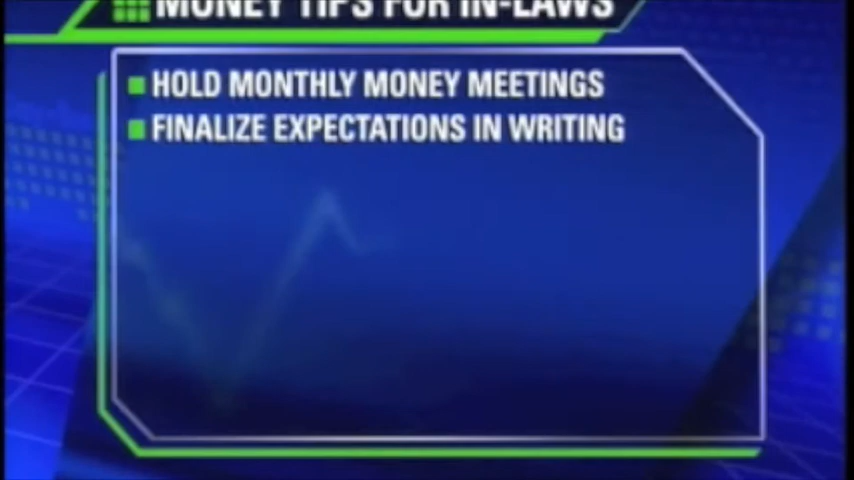 MONEY TIPS FOR IN-LAWS
HOLD MONTHLY MONEY MEETINGS
FINALIZE EXPECTATIONS IN WRITING